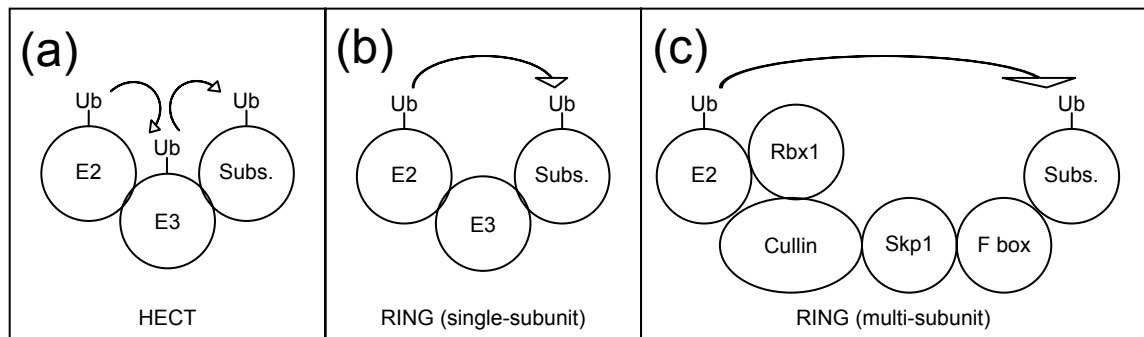 (a)
Ub
Ub
Ub
E2
Subs.
E3
HECT
(b)
Ub
Ub
E2
Subs.
E3
RING (single-subunit)
(c)
Ub
Ub
Rbx1
E2
Subs.
Cullin
Skp1
F box
RING (multi-subunit)